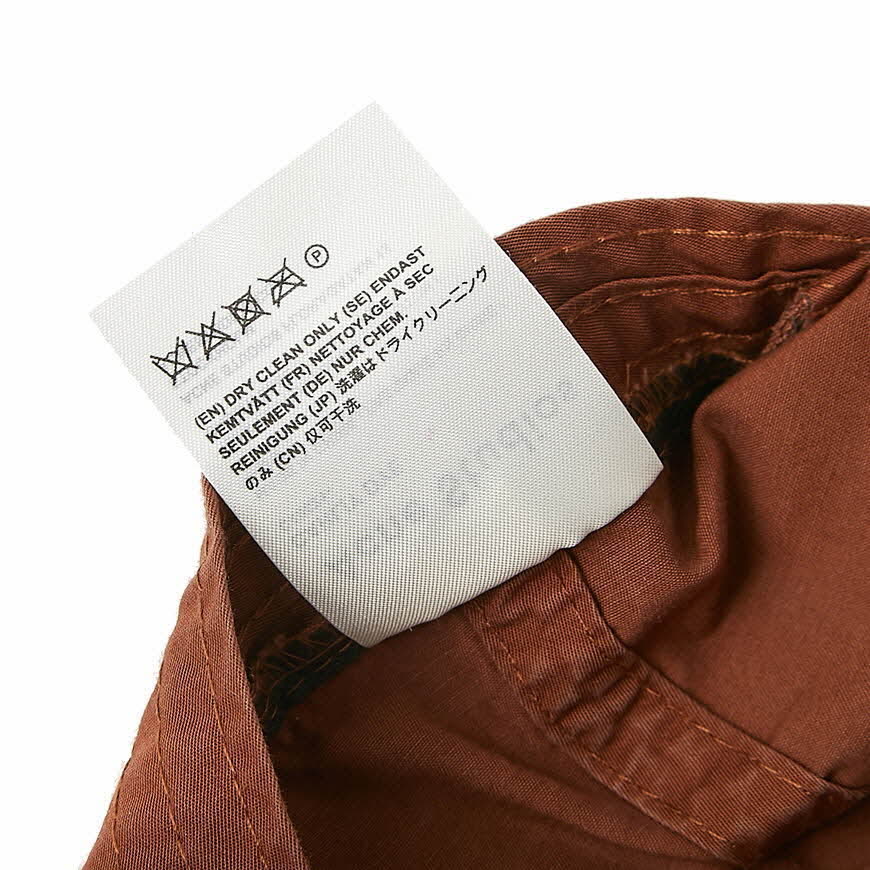 P
(EN) DRY CLEAN ONLY (SE) ENDAST
KEMTVÄTT (FR) NETTOYAGE À SEC
SEULEMENT (DE) NUR CHEM.
REINIGUNG (JP) 洗濯はドライクリーニング
のみ (CN) 仅可干洗